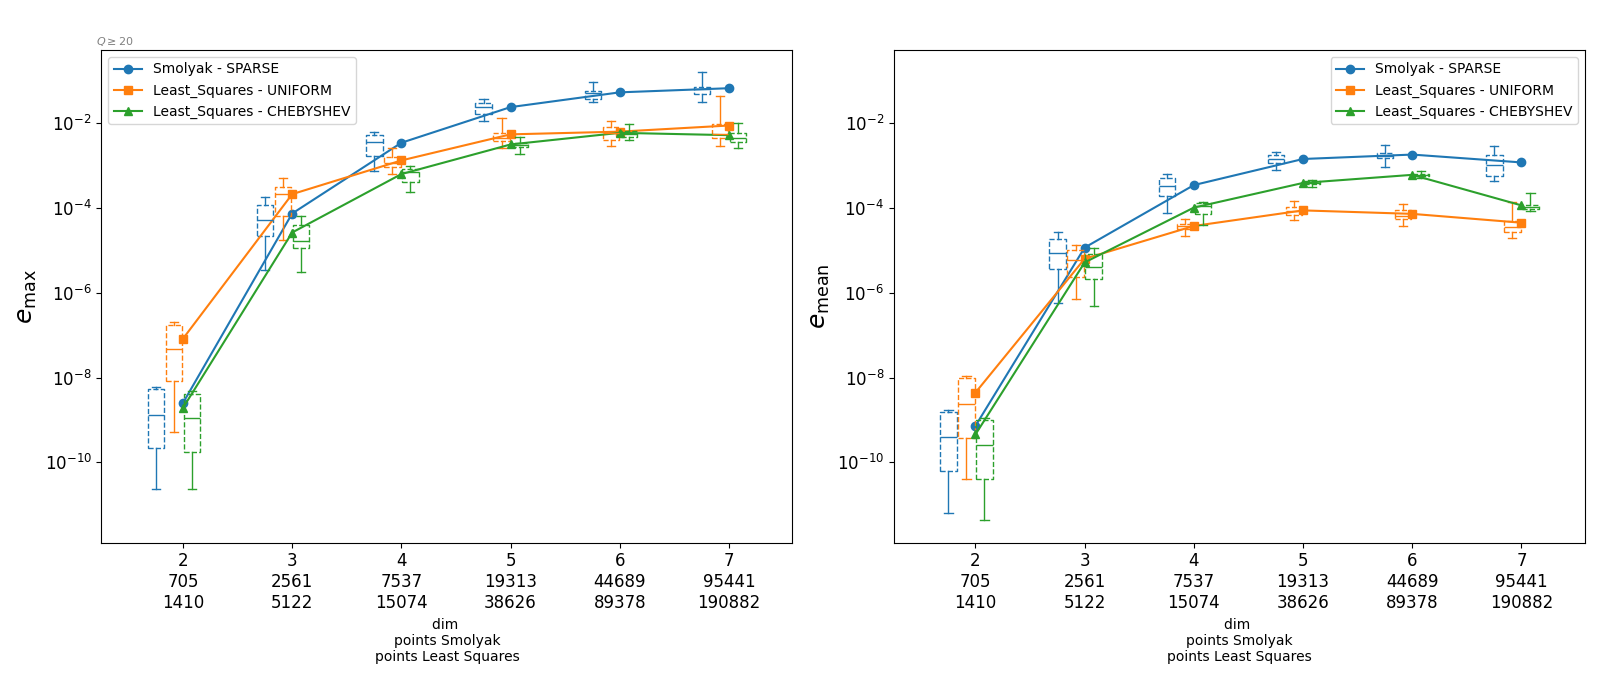 Q ≥ 20
Smolyak - SPARSE
Least_Squares - UNIFORM
Least_Squares - CHEBYSHEV
10⁻²
10⁻⁴
10⁻⁶
10⁻⁸
10⁻¹⁰
e_max
2 3 4 5 6 7
705 2561 7537 19313 44689 95441
1410 5122 15074 38626 89378 190882
dim
points Smolyak
points Least Squares
Smolyak - SPARSE
Least_Squares - UNIFORM
Least_Squares - CHEBYSHEV
10⁻²
10⁻⁴
10⁻⁶
10⁻⁸
10⁻¹⁰
e_mean
2 3 4 5 6 7
705 2561 7537 19313 44689 95441
1410 5122 15074 38626 89378 190882
dim
points Smolyak
points Least Squares